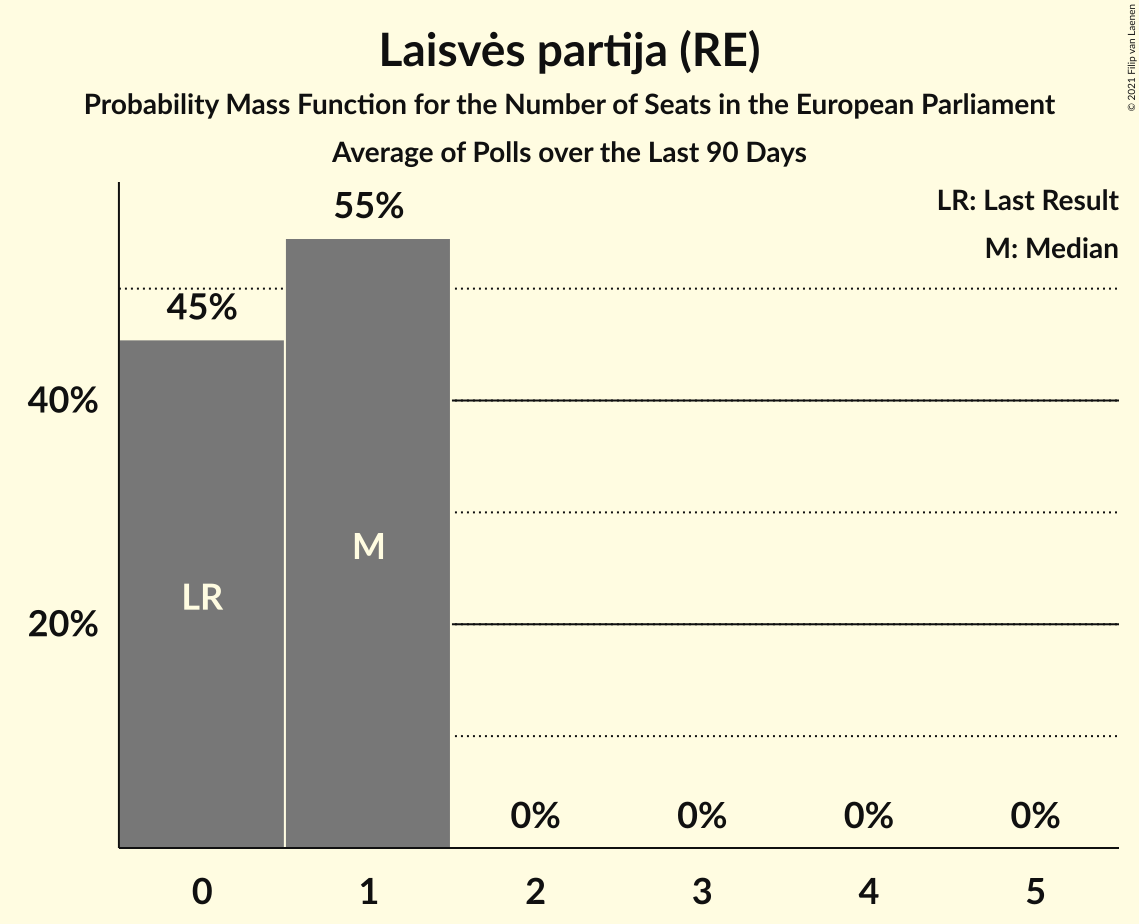 Laisvės partija (RE)
Probability Mass Function for the Number of Seats in the European Parliament
Average of Polls over the Last 90 Days
© 2021 Filip van Laenen
LR: Last Result
M: Median
55%
45%
40%
M
LR
20%
0% 0% 0% 0%
0 1 2 3 4 5